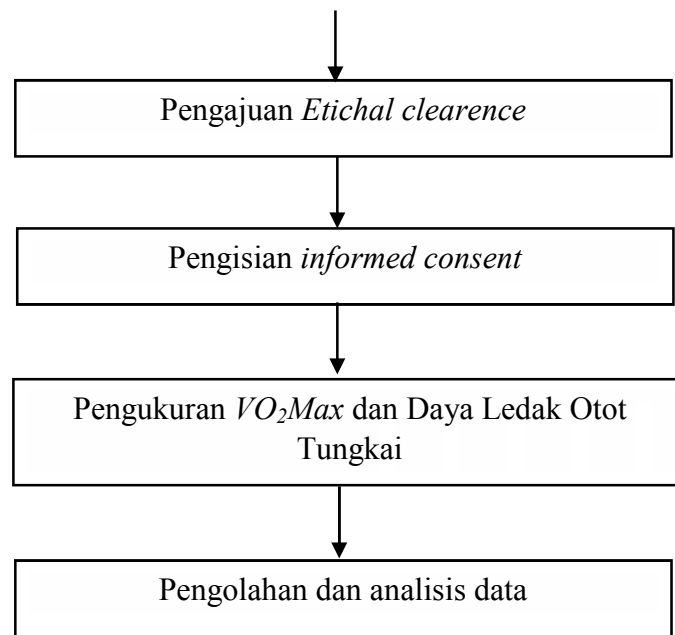 Pengajuan Etichal clearence
Pengisian informed consent
Pengukuran VO₂Max dan Daya Ledak Otot
Tungkai
Pengolahan dan analisis data